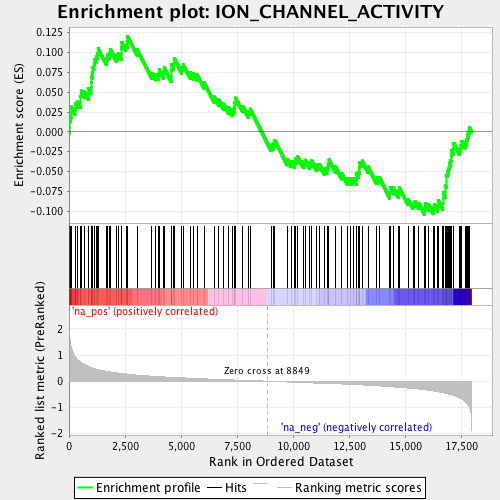 Enrichment plot: ION_CHANNEL_ACTIVITY
Enrichment score (ES)
0.125
0.100
0.075
0.050
0.025
0.000
-0.025
-0.050
-0.075
-0.100
'na_pos' (positively correlated)
Ranked list metric (PreRanked)
2
1
0
-1
-2
Zero cross at 8849
'na_neg' (negatively correlated)
0
2,500
5,000
7,500
10,000
12,500
15,000
17,500
Rank in Ordered Dataset
Enrichment profile
Hits
Ranking metric scores